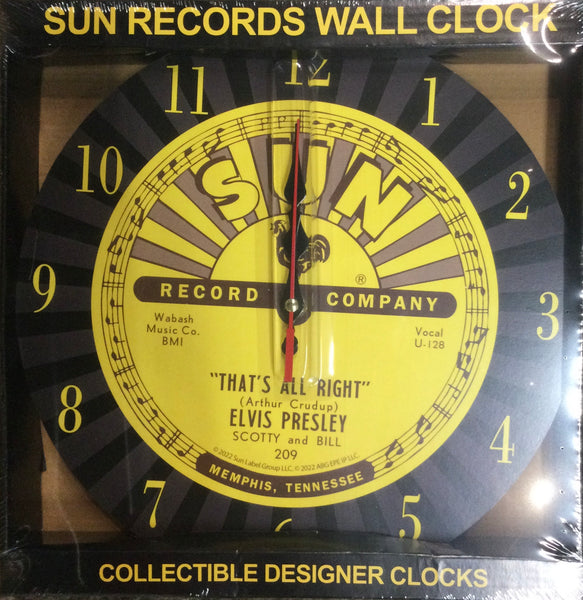 SUN RECORDS WALL CLOCK
12
11
1
10
2
9
3
8
4
7
5
6
SUN
®
RECORD COMPANY
Wabash
Music Co.
BMI
Vocal
U-128
"THAT'S ALL RIGHT"
(Arthur Crudup)
ELVIS PRESLEY
SCOTTY and BILL
209
©2022 Sun Label Group LLC. © 2022 ABG EPE IP LLC
MEMPHIS, TENNESSEE
COLLECTIBLE DESIGNER CLOCKS